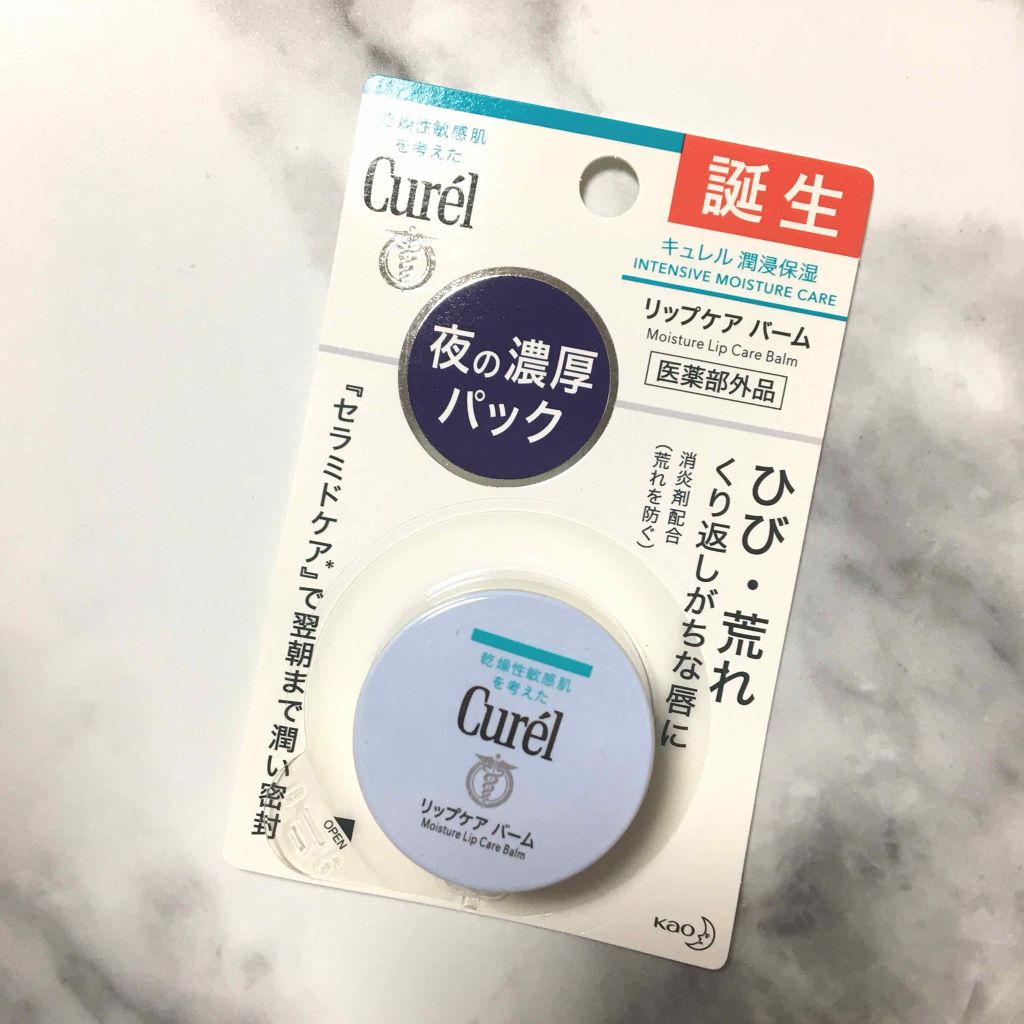 乾燥性敏感肌
を考えた
Curél
誕生
キュレル 潤浸保湿
INTENSIVE MOISTURE CARE
リップケア バーム
Moisture Lip Care Balm
医薬部外品
夜の濃厚
パック
ひび・荒れ
くり返しがちな唇に
消炎剤配合
(荒れを防ぐ)
『セラミドケア*』で翌朝まで潤い密封
乾燥性敏感肌
を考えた
Curél
リップケア バーム
Moisture Lip Care Balm
OPEN
Kao